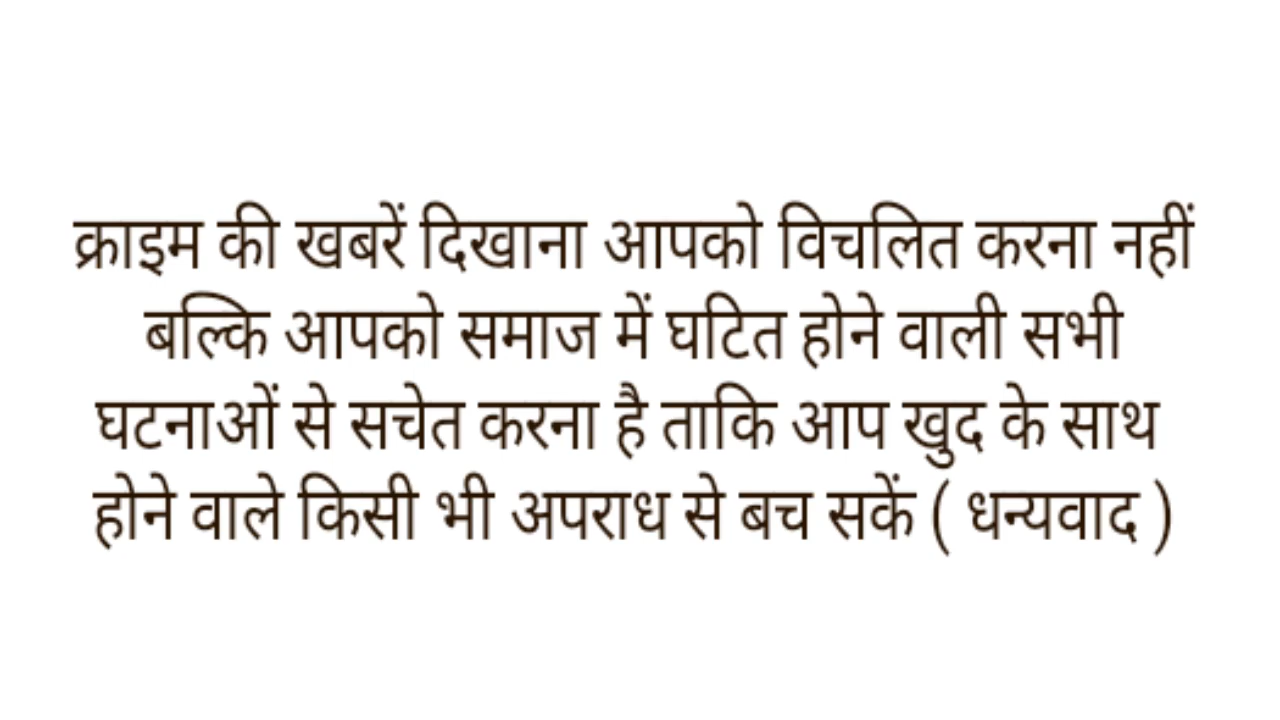 क्राइम की खबरें दिखाना आपको विचलित करना नहीं
बल्कि आपको समाज में घटित होने वाली सभी
घटनाओं से सचेत करना है ताकि आप खुद के साथ
होने वाले किसी भी अपराध से बच सकें ( धन्यवाद )